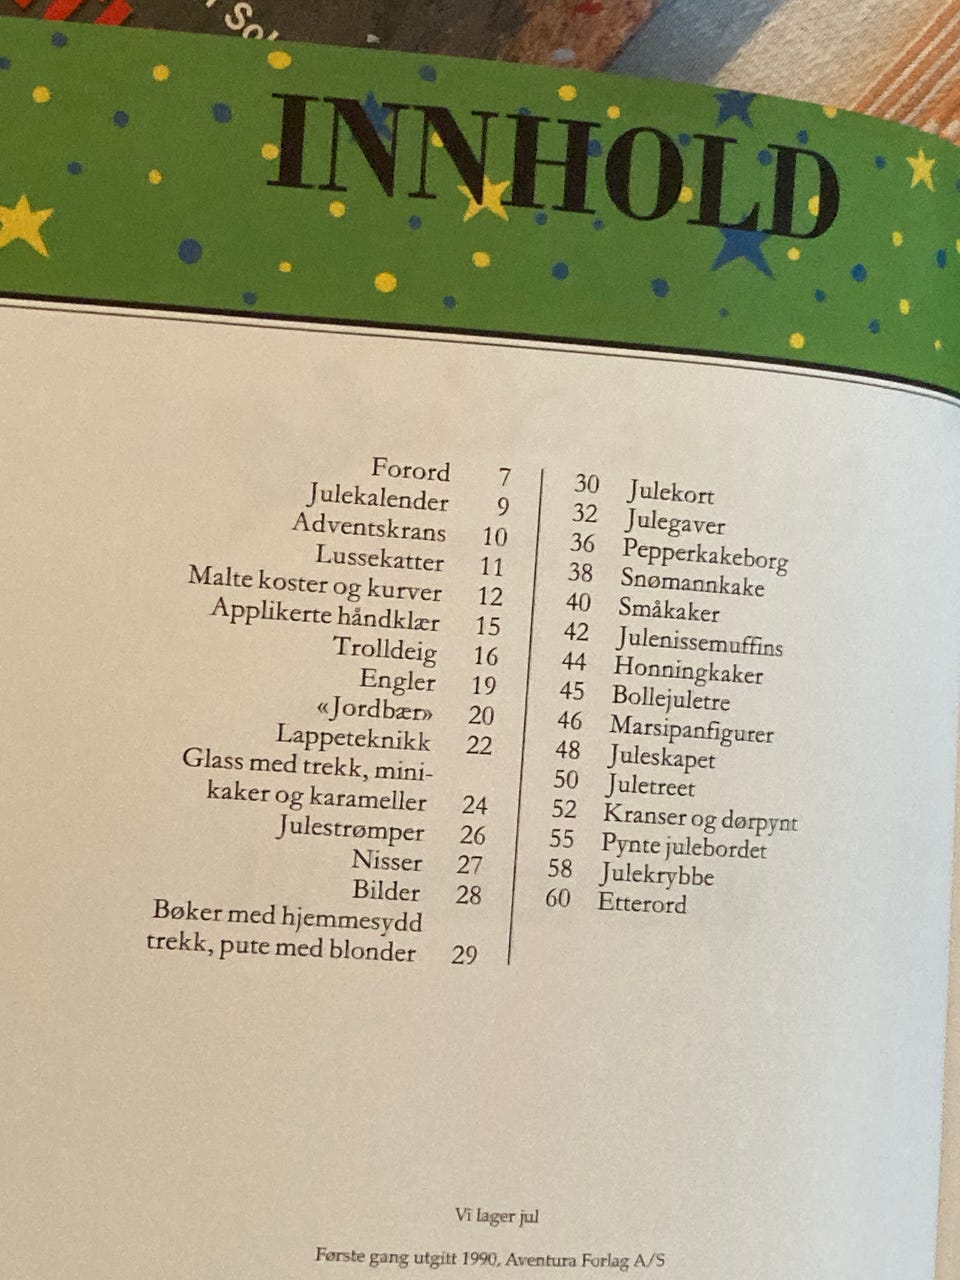 INNHOLD
Forord 7
Julekalender 9
Adventskrans 10
Lussekatter 11
Malte koster og kurver 12
Applikerte håndklær 15
Trolldeig 16
Engler 19
«Jordbær» 20
Lappeteknikk 22
Glass med trekk, mini-
kaker og karameller 24
Julestrømper 26
Nisser 27
Bilder 28
Bøker med hjemmesydd
trekk, pute med blonder 29
30 Julekort
32 Julegaver
36 Pepperkakeborg
38 Snømannkake
40 Småkaker
42 Julenissemuffins
44 Honningkaker
45 Bollejuletre
46 Marsipanfigurer
48 Juleskapet
50 Juletreet
52 Kranser og dørpynt
55 Pynte julebordet
58 Julekrybbe
60 Etterord
Vi lager jul
Første gang utgitt 1990, Aventura Forlag A/S